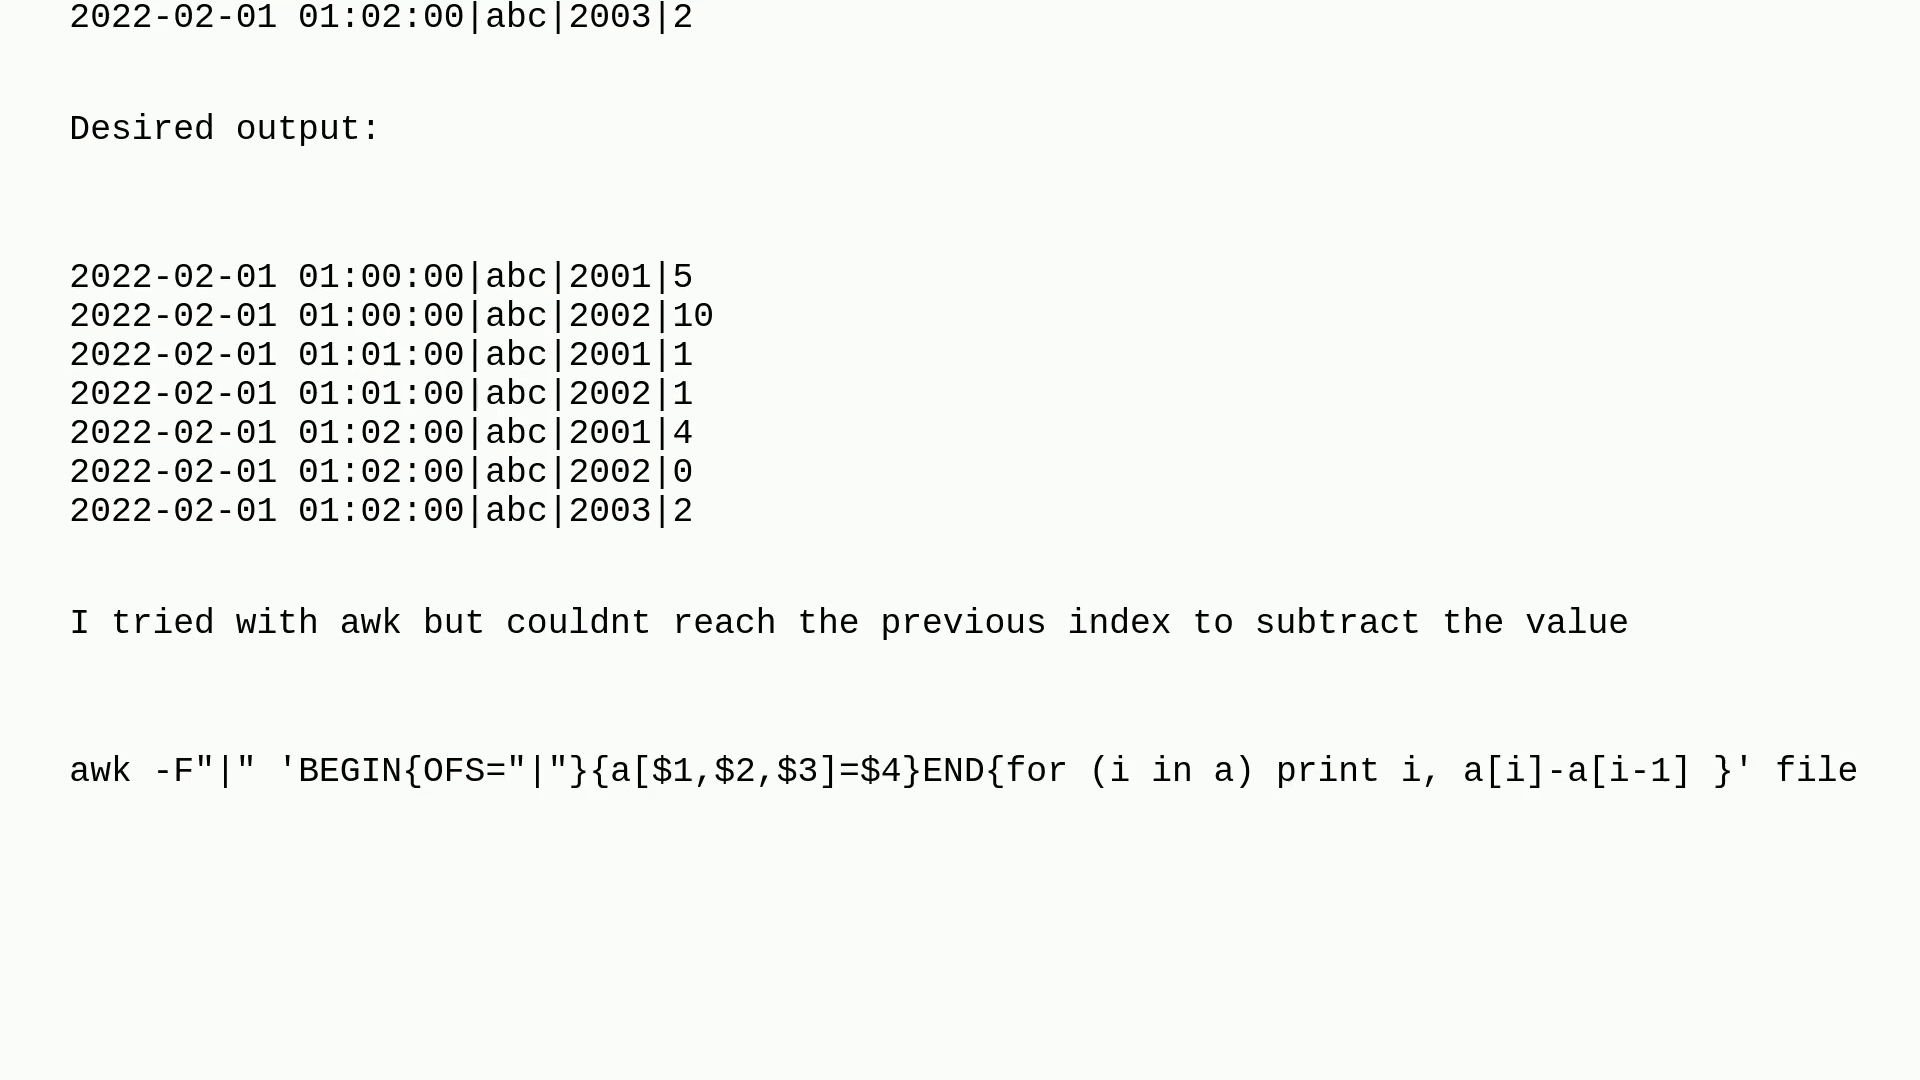 2022-02-01 01:02:00|abc|2003|2
Desired output:
2022-02-01 01:00:00|abc|2001|5
2022-02-01 01:00:00|abc|2002|10
2022-02-01 01:01:00|abc|2001|1
2022-02-01 01:01:00|abc|2002|1
2022-02-01 01:02:00|abc|2001|4
2022-02-01 01:02:00|abc|2002|0
2022-02-01 01:02:00|abc|2003|2
I tried with awk but couldnt reach the previous index to subtract the value
awk -F"|" 'BEGIN{OFS="|"}{a[$1,$2,$3]=$4}END{for (i in a) print i, a[i]-a[i-1] }' file